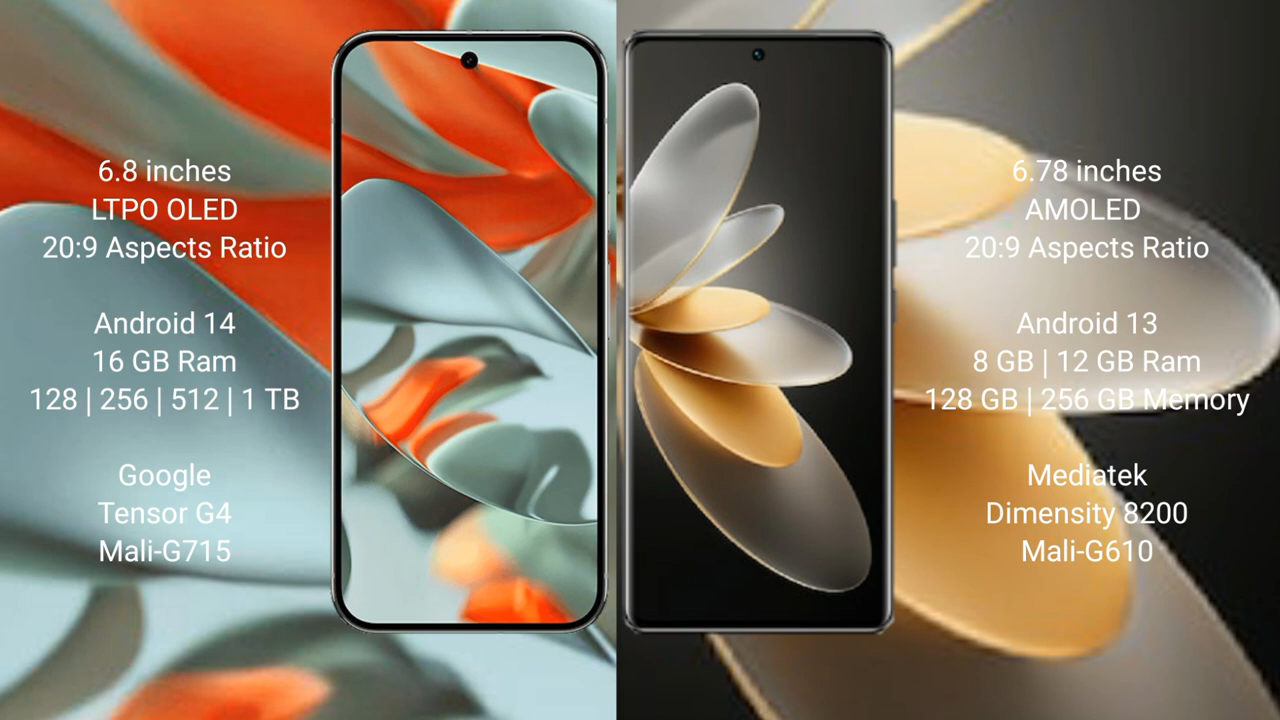 6.8 inches
LTPO OLED
20:9 Aspects Ratio
Android 14
16 GB Ram
128 | 256 | 512 | 1 TB
Google
Tensor G4
Mali-G715
6.78 inches
AMOLED
20:9 Aspects Ratio
Android 13
8 GB | 12 GB Ram
128 GB | 256 GB Memory
Mediatek
Dimensity 8200
Mali-G610